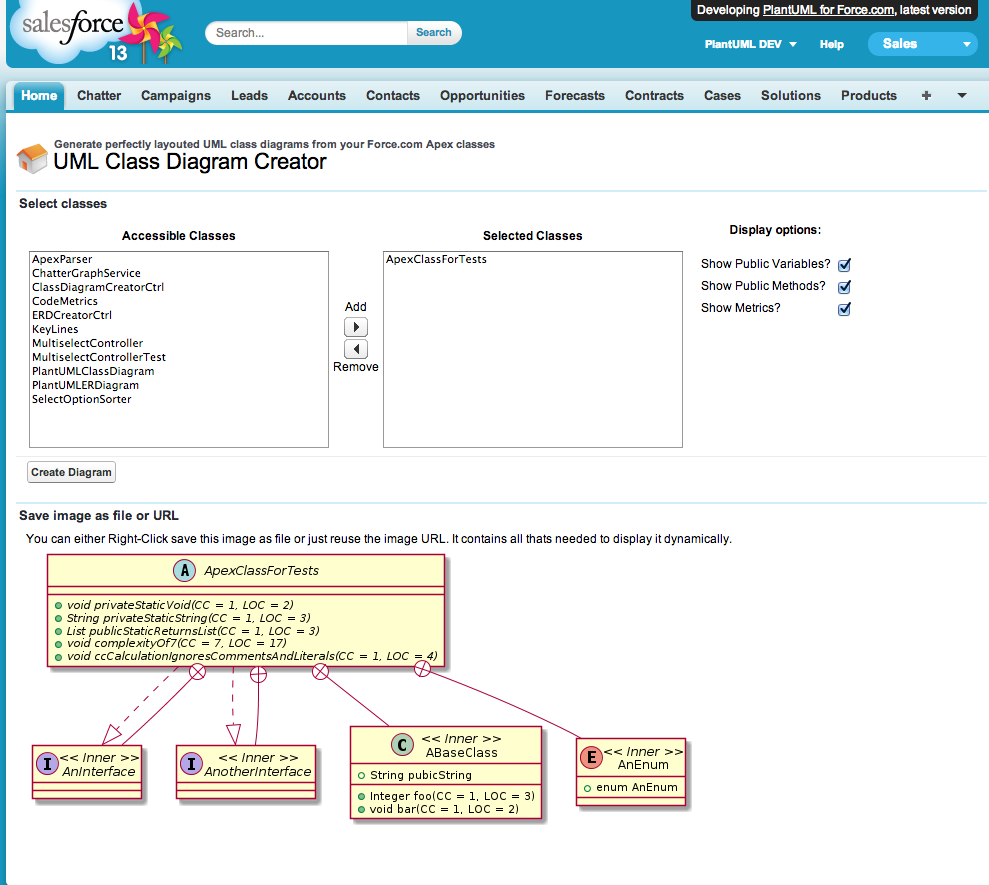 Developing PlantUML for Force.com, latest version
salesforce
13
Search...
Search
PlantUML DEV
Help
Sales
Home Chatter Campaigns Leads Accounts Contacts Opportunities Forecasts Contracts Cases Solutions Products +
Generate perfectly layouted UML class diagrams from your Force.com Apex classes
UML Class Diagram Creator
Select classes
Accessible Classes
ApexParser
ChatterGraphService
ClassDiagramCreatorCtrl
CodeMetrics
ERDCreatorCtrl
KeyLines
MultiselectController
MultiselectControllerTest
PlantUMLClassDiagram
PlantUMLERDiagram
SelectOptionSorter
Add
Remove
Selected Classes
ApexClassForTests
Display options:
Show Public Variables?
Show Public Methods?
Show Metrics?
Create Diagram
Save image as file or URL
You can either Right-Click save this image as file or just reuse the image URL. It contains all thats needed to display it dynamically.
A ApexClassForTests
void privateStaticVoid(CC = 1, LOC = 2)
String privateStaticString(CC = 1, LOC = 3)
List publicStaticReturnsList(CC = 1, LOC = 3)
void complexityOf7(CC = 7, LOC = 17)
void ccCalculationIgnoresCommentsAndLiterals(CC = 1, LOC = 4)
I << Inner >>
AnInterface
I << Inner >>
AnotherInterface
C << Inner >>
ABaseClass
String pubicString
Integer foo(CC = 1, LOC = 3)
void bar(CC = 1, LOC = 2)
E << Inner >>
AnEnum
enum AnEnum